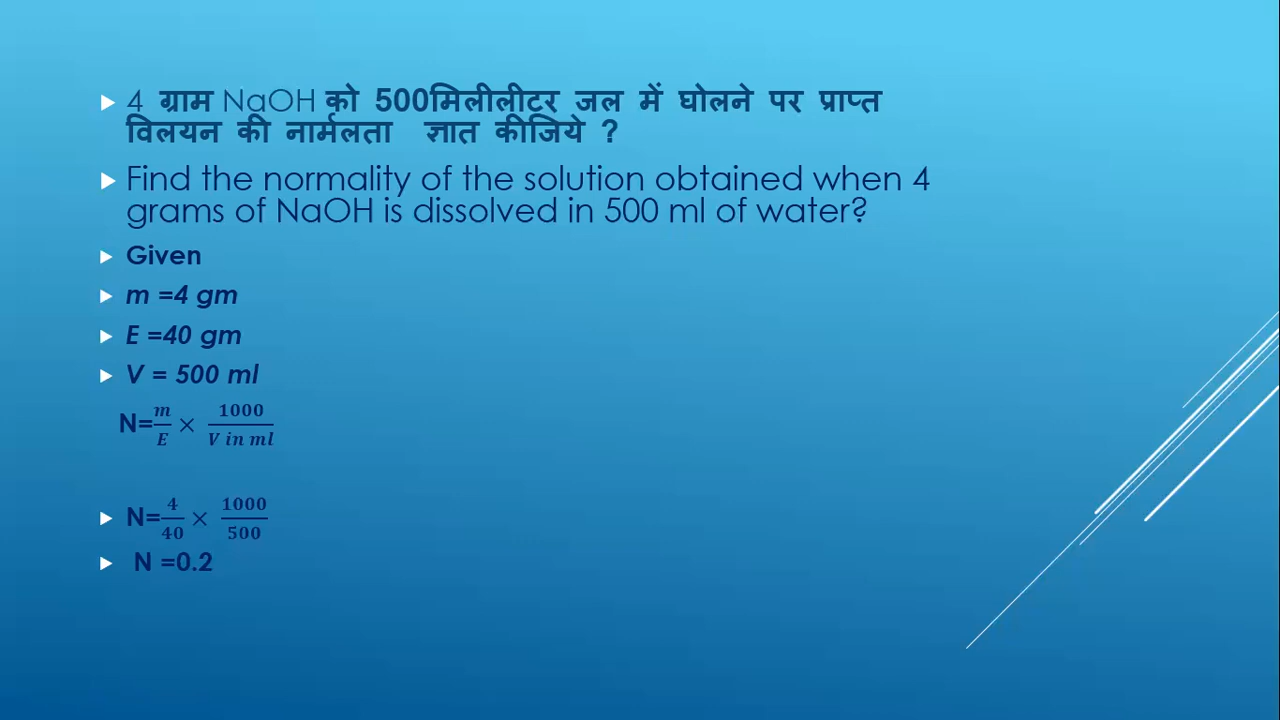 4 ग्राम NaOH को 500मिलीलीटर जल में घोलने पर प्राप्त
विलयन की नार्मलता ज्ञात कीजिये ?
Find the normality of the solution obtained when 4
grams of NaOH is dissolved in 500 ml of water?
Given
m =4 gm
E =40 gm
V = 500 ml
N=m/E × 1000/V in ml
N=4/40 × 1000/500
N =0.2